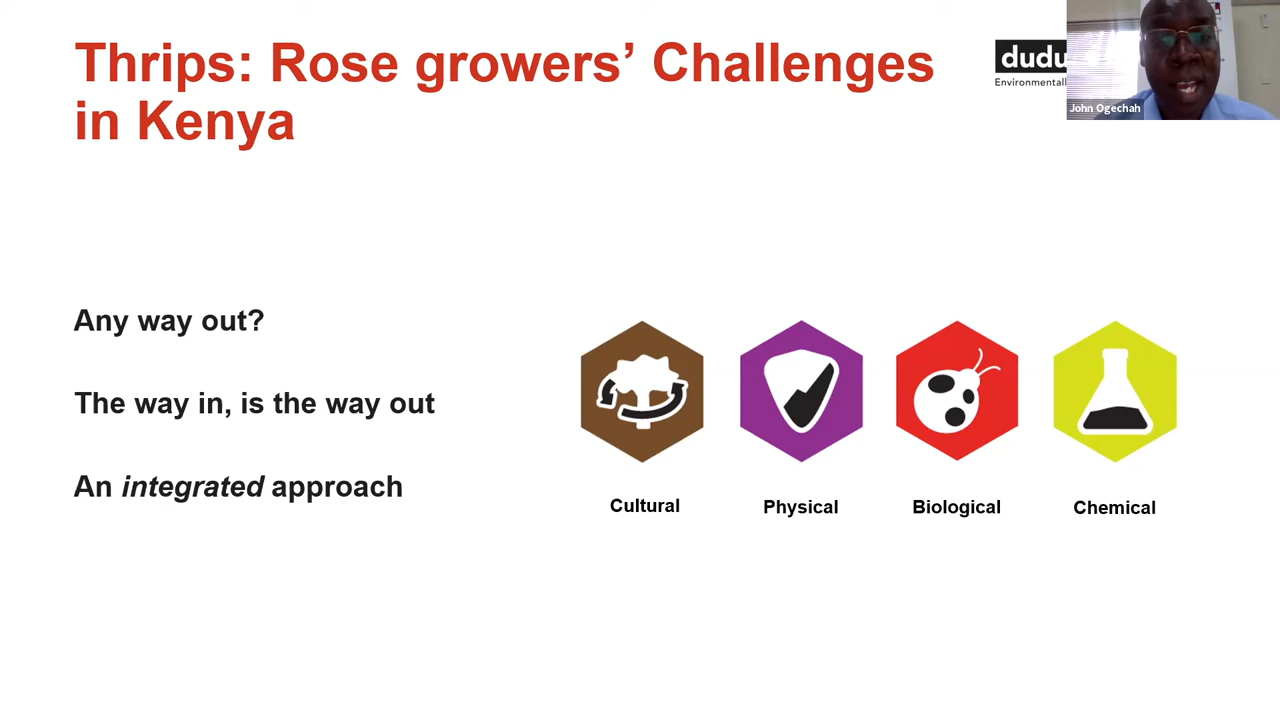 Thrips: Rose growers’ Challenges
in Kenya
dudu
Environmental
John Ogechah
Any way out?
The way in, is the way out
An integrated approach
Cultural
Physical
Biological
Chemical